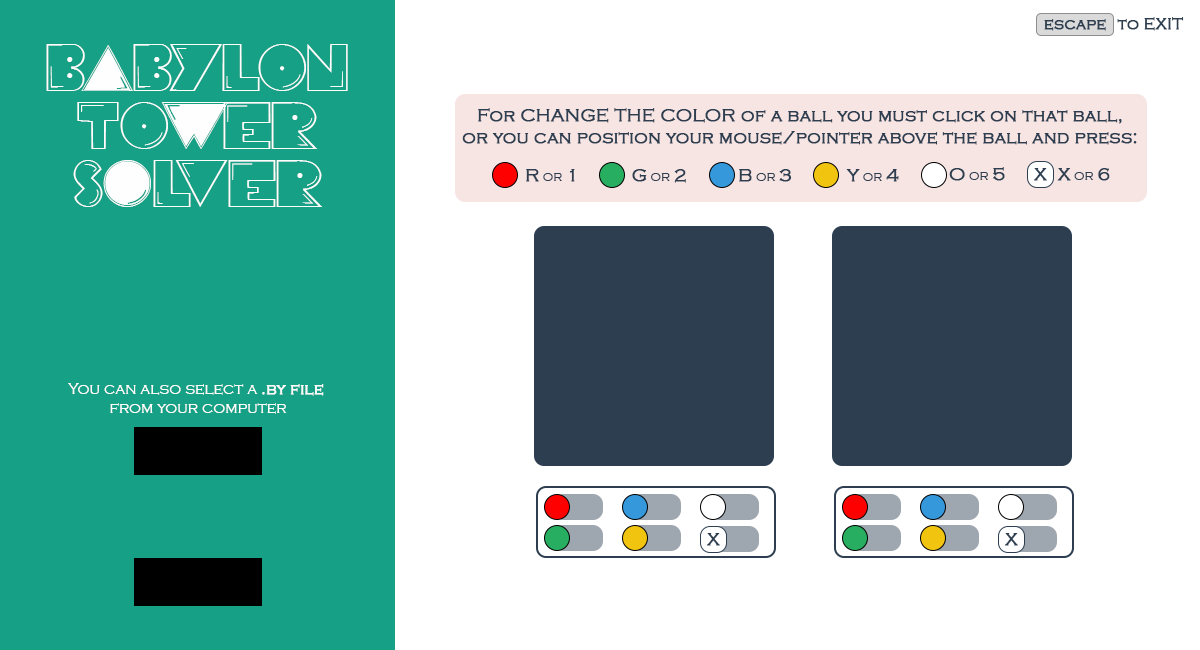 BABYLON
TOWER
SOLVER
ESCAPE TO EXIT
FOR CHANGE THE COLOR OF A BALL YOU MUST CLICK ON THAT BALL,
OR YOU CAN POSITION YOUR MOUSE/POINTER ABOVE THE BALL AND PRESS:
R OR 1 G OR 2 B OR 3 Y OR 4 O OR 5 X X OR 6
YOU CAN ALSO SELECT A .BY FILE
FROM YOUR COMPUTER
X X